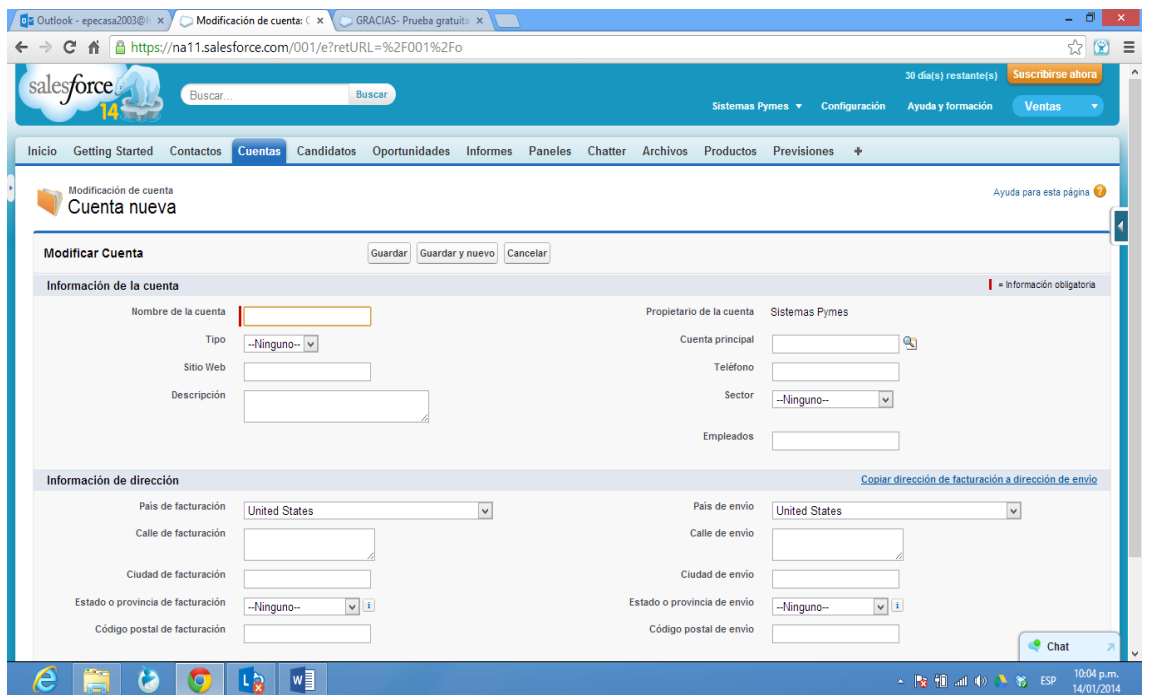 Outlook - epecasa2003@h
Modificación de cuenta: C
GRACIAS- Prueba gratuita
https://na11.salesforce.com/001/e?retURL=%2F001%2Fo
salesforce
14
Buscar...
Buscar
30 día(s) restante(s)
Suscribirse ahora
Sistemas Pymes
Configuración
Ayuda y formación
Ventas
Inicio Getting Started Contactos Cuentas Candidatos Oportunidades Informes Paneles Chatter Archivos Productos Previsiones +
Modificación de cuenta
Cuenta nueva
Ayuda para esta página
Modificar Cuenta
Guardar
Guardar y nuevo
Cancelar
Información de la cuenta
= Información obligatoria
Nombre de la cuenta
Propietario de la cuenta Sistemas Pymes
Tipo --Ninguno--
Cuenta principal
Sitio Web
Teléfono
Descripción
Sector --Ninguno--
Empleados
Información de dirección
Copiar dirección de facturación a dirección de envío
País de facturación United States
País de envío United States
Calle de facturación
Calle de envío
Ciudad de facturación
Ciudad de envío
Estado o provincia de facturación --Ninguno--
Estado o provincia de envío --Ninguno--
Código postal de facturación
Código postal de envío
Chat
ESP
10:04 p.m.
14/01/2014